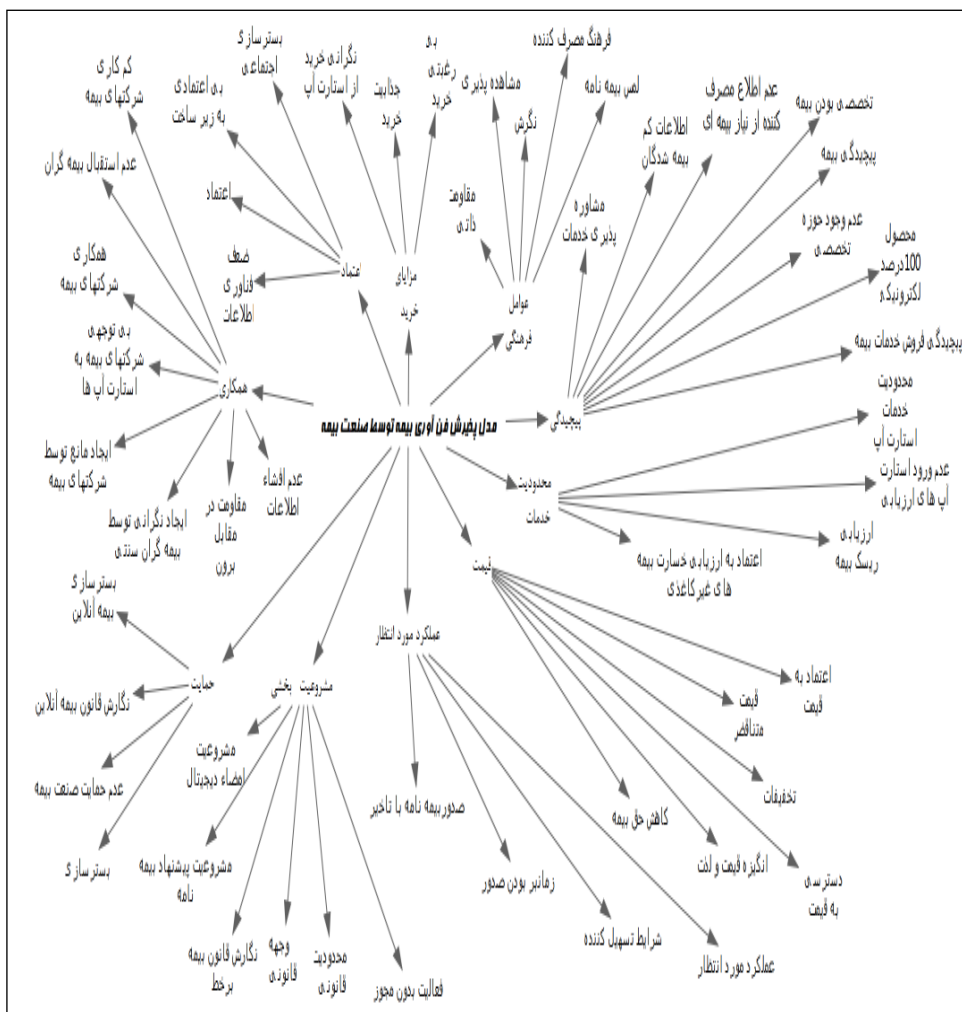 مدل پذیرش فن آوری بیمه توسط صنعت بیمه
عوامل
فرهنگی
مقاومت
ذاتی
مشاهده پذیری
نگرش
فرهنگ مصرف کننده
لمس بیمه نامه
پیچیدگی
مشاوره
پذیری خدمات
اطلاعات کم
بیمه شدگان
عدم اطلاع مصرف
کننده از نیاز بیمه ای
تخصصی بودن بیمه
پیچیدگی بیمه
عدم وجود حوزه
تخصصی
محصول
100درصد
الکترونیکی
پیچیدگی فروش خدمات بیمه
محدودیت
خدمات
محدودیت
خدمات
استارت آپ
عدم ورود استارت
آپ های ارزیابی
ارزیابی
ریسک بیمه
اعتماد به ارزیابی خسارت بیمه
های غیرکاغذی
قیمت
اعتماد به
قیمت
قیمت
متناقض
تخفیفات
دسترسی
به قیمت
انگیزه قیمت و لذت
کاهش حق بیمه
عملکرد مورد انتظار
عملکرد مورد انتظار
شرایط تسهیل کننده
زمانبر بودن صدور
صدور بیمه نامه با تاخیر
مشروعیت بخشی
مشروعیت
امضاء دیجیتال
مشروعیت پیشنهاد بیمه
نامه
نگارش قانون بیمه
برخط
وجهه
قانونی
محدودیت
قانونی
فعالیت بدون مجوز
حمایت
بسترسازی
بیمه آنلاین
نگارش قانون بیمه آنلاین
عدم حمایت صنعت بیمه
بسترسازی
همکاری
کم کاری
شرکتهای بیمه
عدم استقبال بیمه گران
همکاری
شرکتهای بیمه
بی توجهی
شرکتهای بیمه به
استارت آپ ها
ایجاد مانع توسط
شرکتهای بیمه
ایجاد نگرانی توسط
بیمه گران سنتی
مقاومت در
مقابل
برون
عدم افشاء
اطلاعات
اعتماد
بسترسازی
اجتماعی
بی اعتمادی
به زیر ساخت
اعتماد
ضعف
فناوری
اطلاعات
مزایای
خرید
نگرانی خرید
از استارت آپ
جذابیت
خرید
بی
رغبتی
خرید